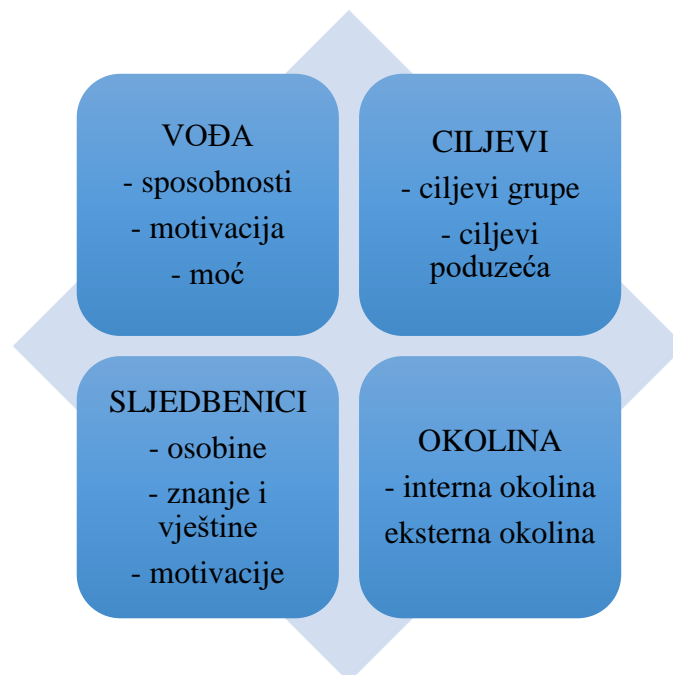 VOĐA
- sposobnosti
- motivacija
- moć
CILJEVI
- ciljevi grupe
- ciljevi
poduzeća
SLJEDBENICI
- osobine
- znanje i
vještine
- motivacije
OKOLINA
- interna okolina
eksterna okolina